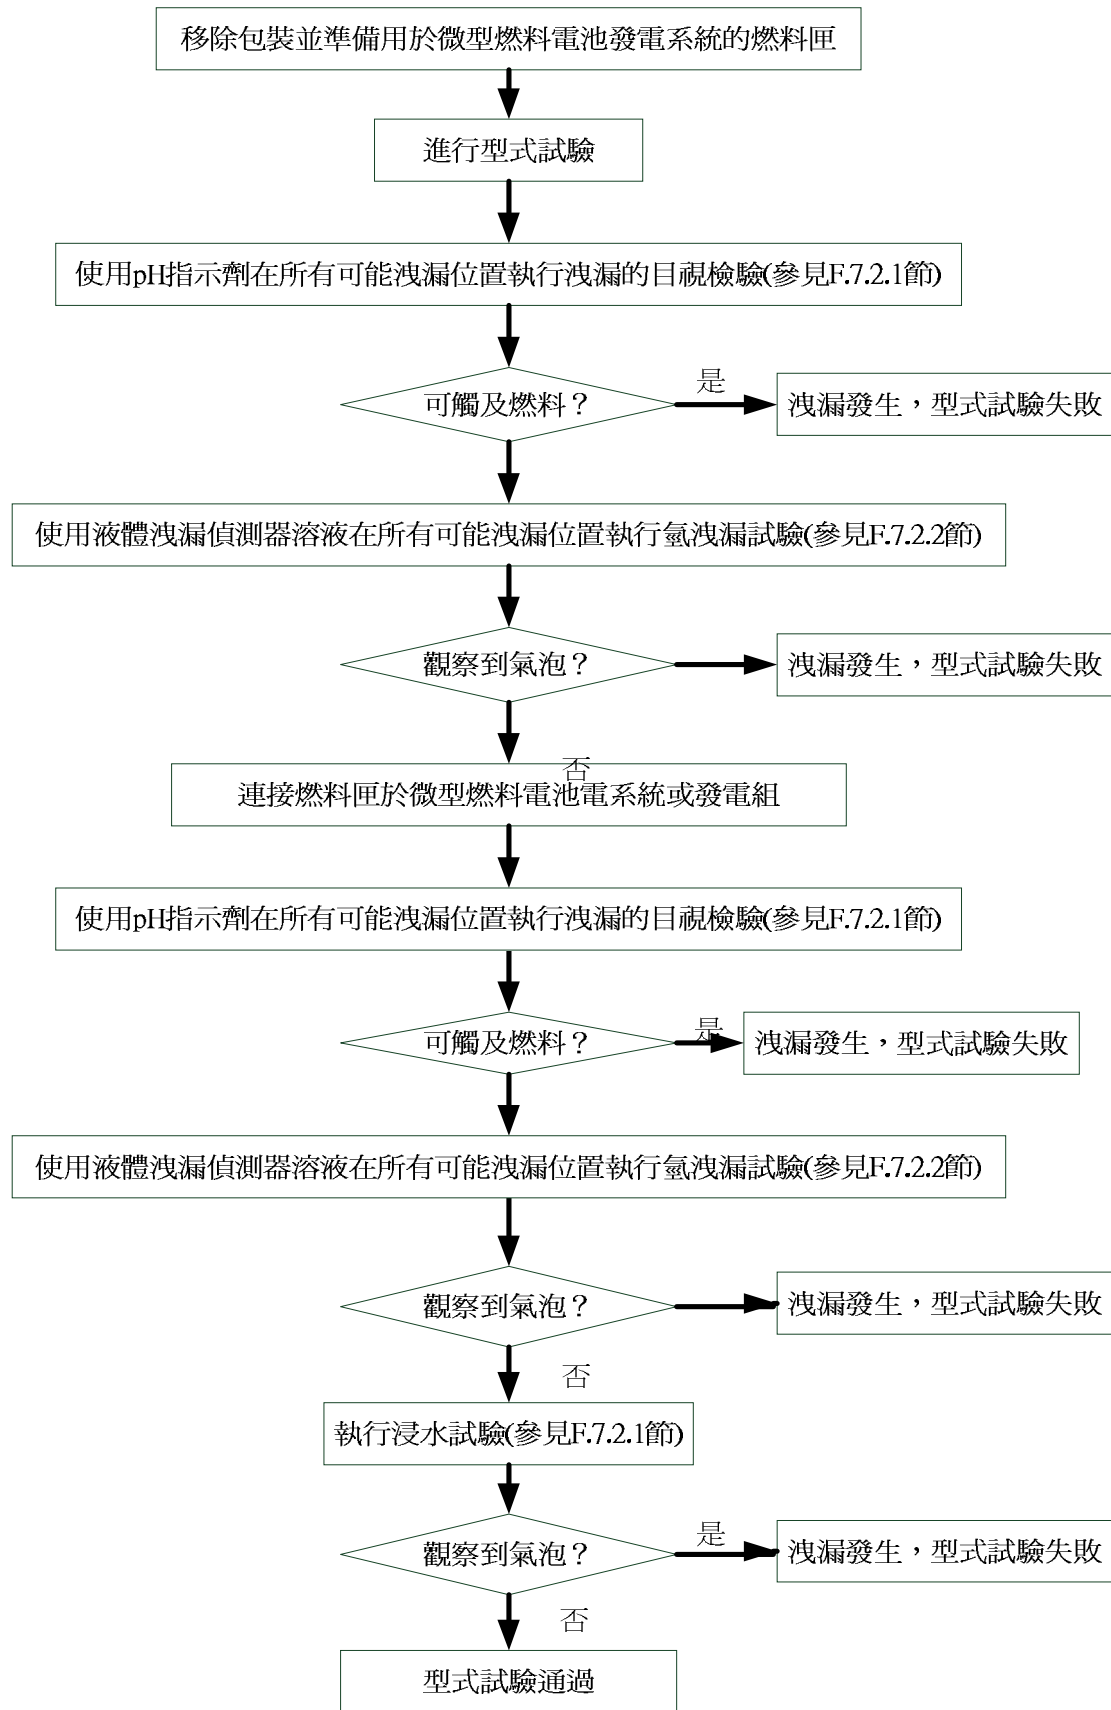 移除包裝並準備用於微型燃料電池發電系統的燃料匣
進行型式試驗
使用pH指示劑在所有可能洩漏位置執行洩漏的目視檢驗(參見F.7.2.1節)
可觸及燃料？
是
洩漏發生，型式試驗失敗
使用液體洩漏偵測器溶液在所有可能洩漏位置執行氫洩漏試驗(參見F.7.2.2節)
觀察到氣泡？
洩漏發生，型式試驗失敗
否
連接燃料匣於微型燃料電池電系統或發電組
使用pH指示劑在所有可能洩漏位置執行洩漏的目視檢驗(參見F.7.2.1節)
可觸及燃料？
是
洩漏發生，型式試驗失敗
使用液體洩漏偵測器溶液在所有可能洩漏位置執行氫洩漏試驗(參見F.7.2.2節)
觀察到氣泡？
洩漏發生，型式試驗失敗
否
執行浸水試驗(參見F.7.2.1節)
觀察到氣泡？
是
洩漏發生，型式試驗失敗
否
型式試驗通過